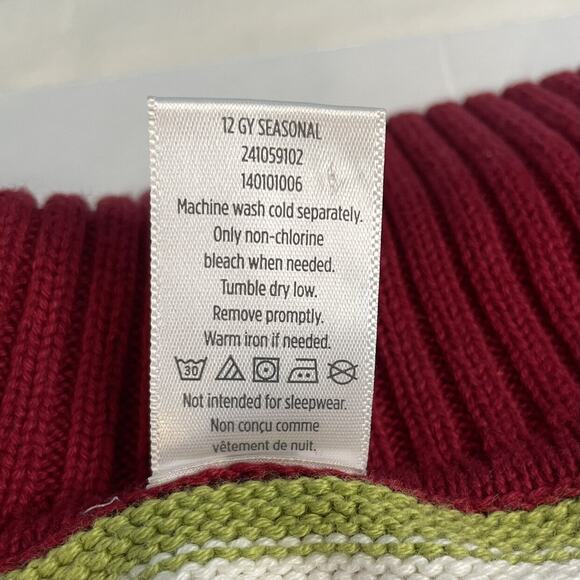 12 GY SEASONAL
241059102
140101006
Machine wash cold separately.
Only non-chlorine
bleach when needed.
Tumble dry low.
Remove promptly.
Warm iron if needed.
30
Not intended for sleepwear.
Non conçu comme
vêtement de nuit.